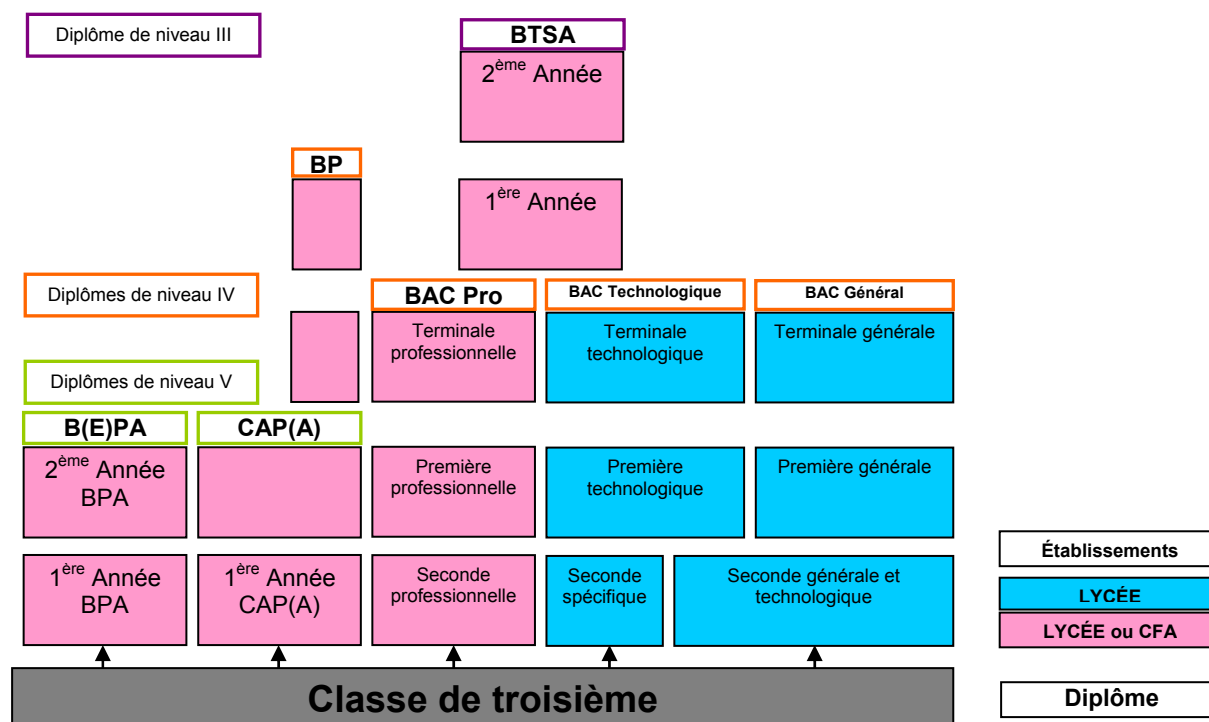 Diplôme de niveau III
BTSA
2ème Année
BP
1ère Année
Diplômes de niveau IV
BAC Pro
BAC Technologique
BAC Général
Terminale
professionnelle
Terminale
technologique
Terminale générale
Diplômes de niveau V
B(E)PA
CAP(A)
2ème Année
BPA
Première
professionnelle
Première
technologique
Première générale
1ère Année
BPA
1ère Année
CAP(A)
Seconde
professionnelle
Seconde
spécifique
Seconde générale et
technologique
Établissements
LYCÉE
LYCÉE ou CFA
Classe de troisième
Diplôme